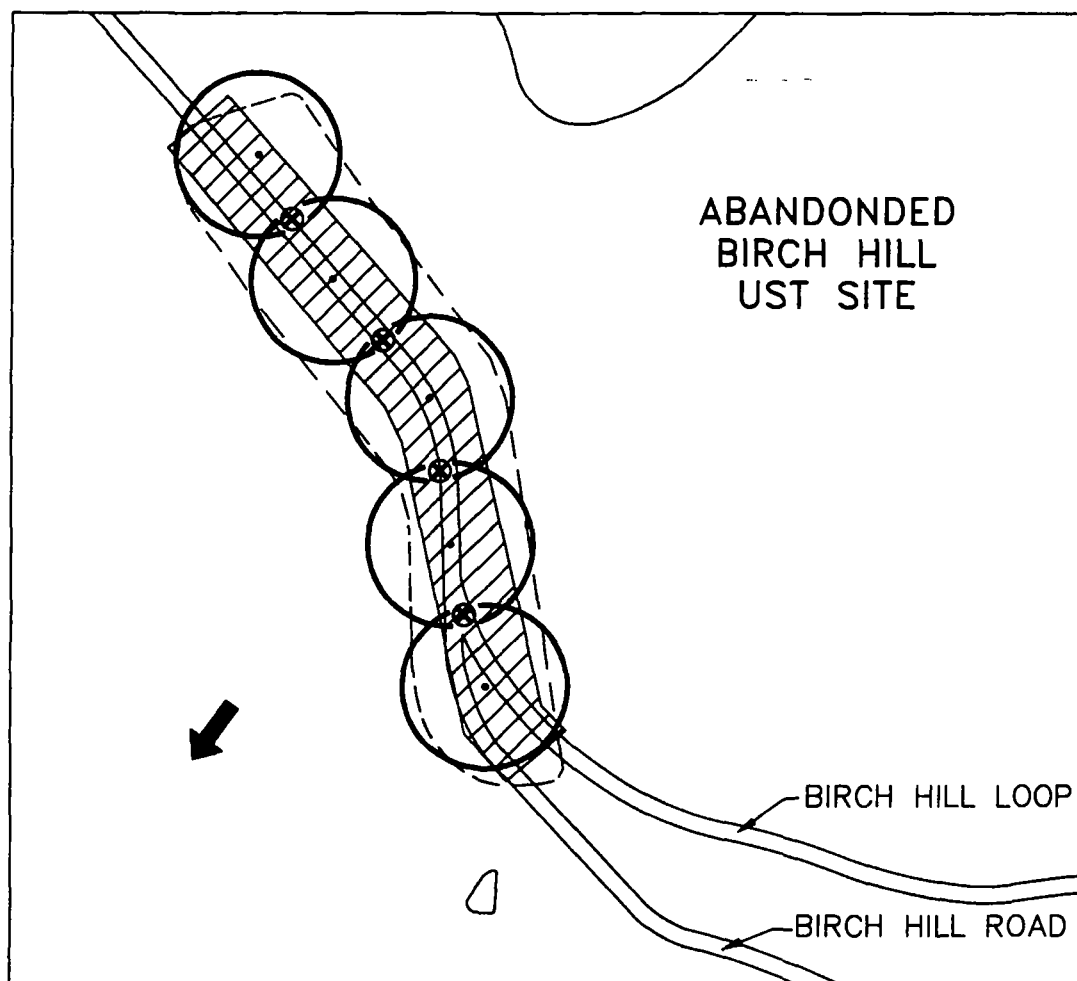 ABANDONDED
BIRCH HILL
UST SITE
BIRCH HILL LOOP
BIRCH HILL ROAD